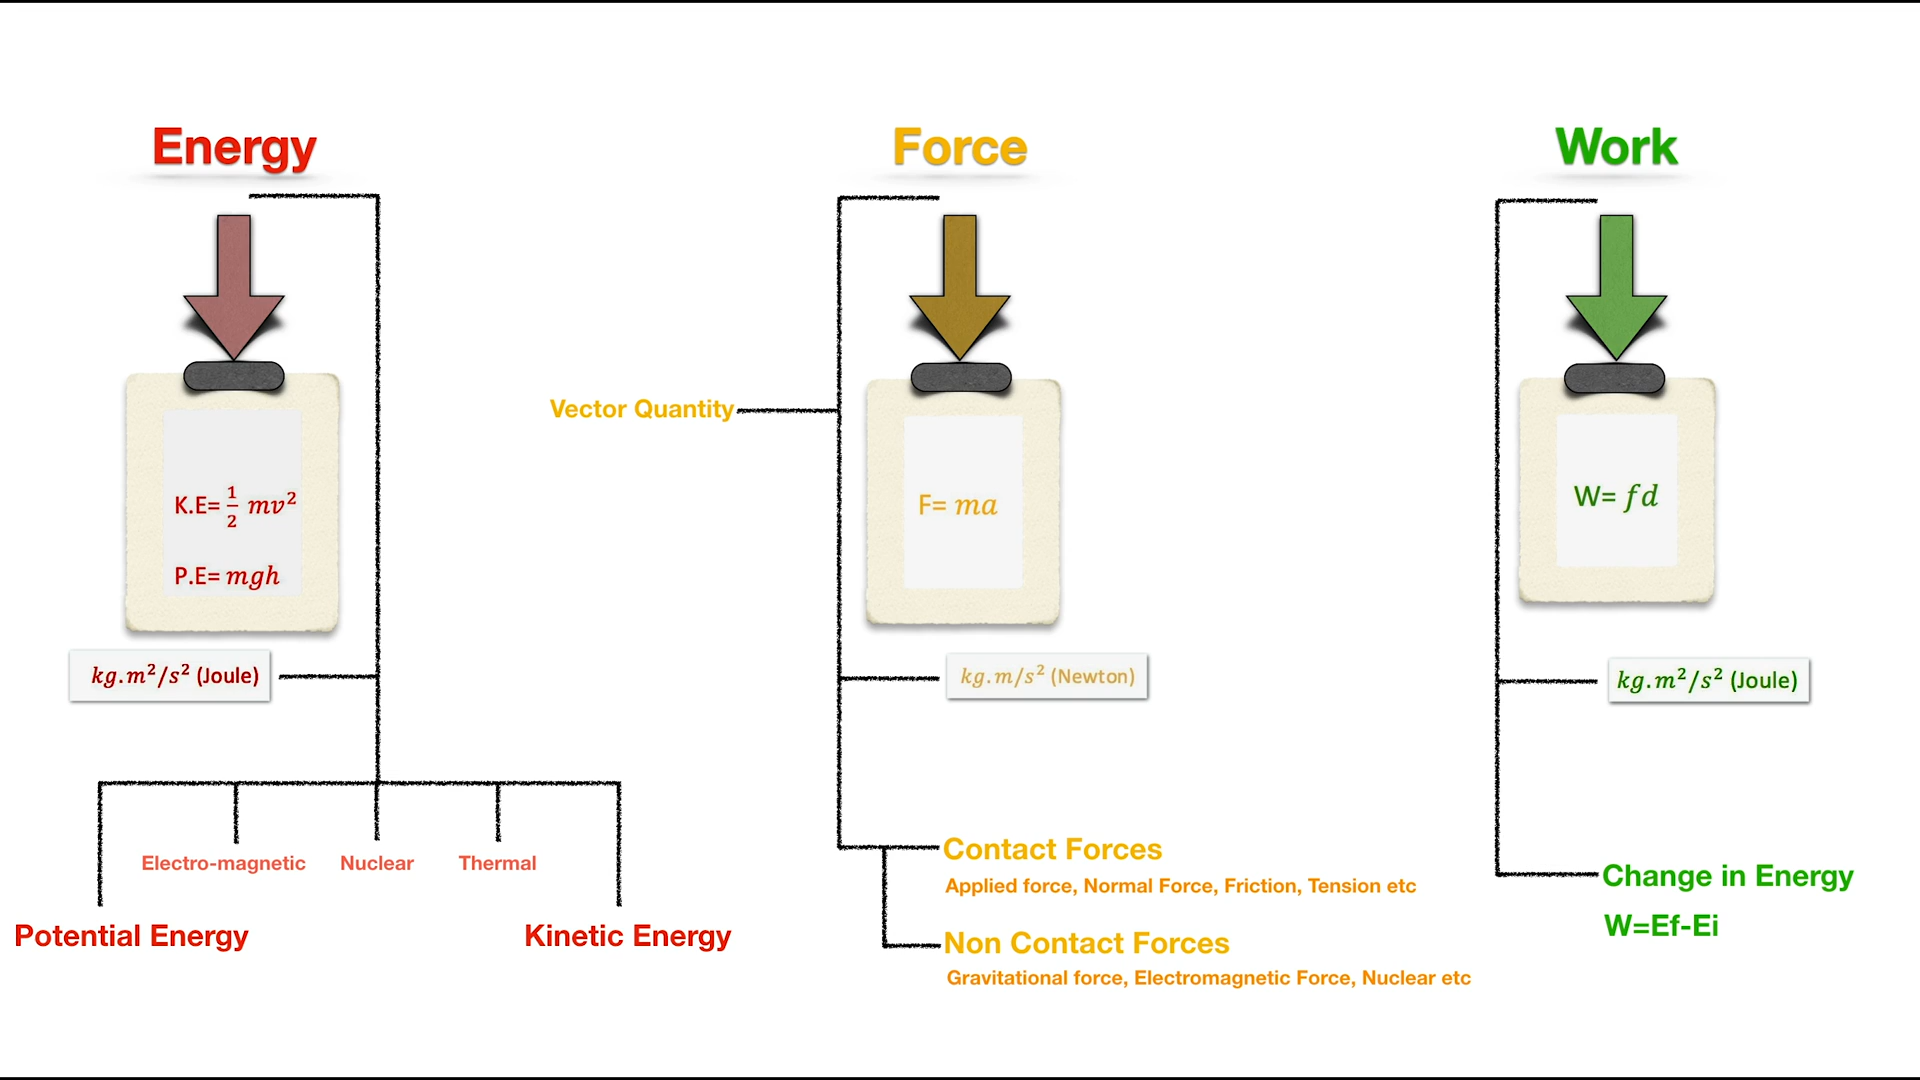 Energy
K.E= 1/2 mv²
P.E= mgh
kg.m²/s² (Joule)
Electro-magnetic
Nuclear
Thermal
Potential Energy
Kinetic Energy
Force
Vector Quantity
F= ma
kg.m/s² (Newton)
Contact Forces
Applied force, Normal Force, Friction, Tension etc
Non Contact Forces
Gravitational force, Electromagnetic Force, Nuclear etc
Work
W= fd
kg.m²/s² (Joule)
Change in Energy
W=Ef-Ei